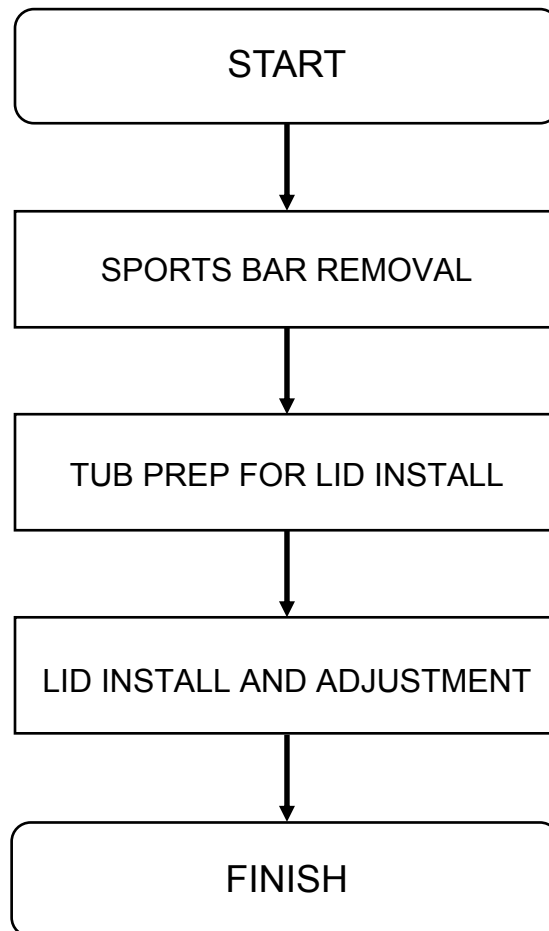 START
SPORTS BAR REMOVAL
TUB PREP FOR LID INSTALL
LID INSTALL AND ADJUSTMENT
FINISH